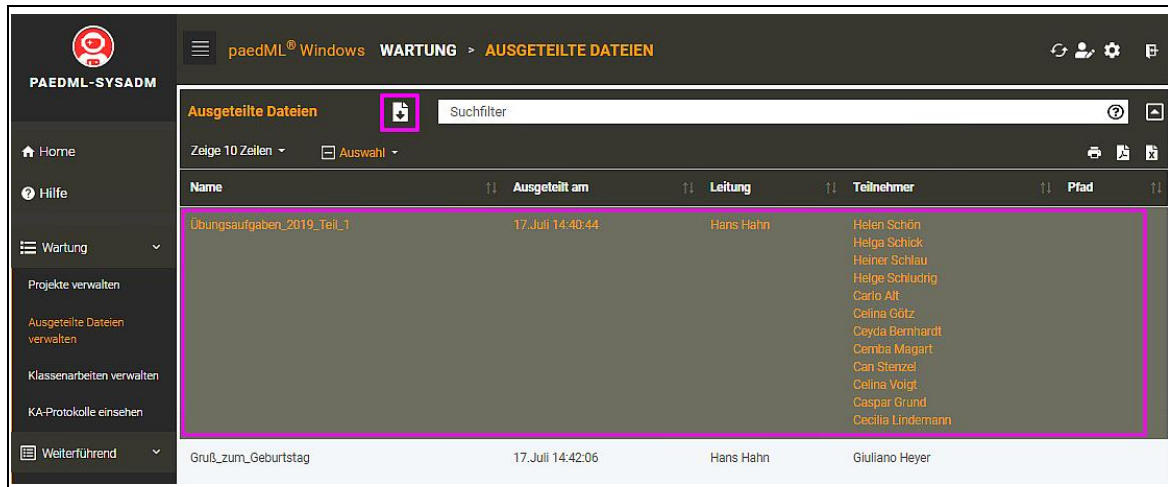 PAEDML-SYSADM
paedML® Windows WARTUNG > AUSGETEILTE DATEIEN
Home
Hilfe
Wartung
Projekte verwalten
Ausgeteilte Dateien
verwalten
Klassenarbeiten verwalten
KA-Protokolle einsehen
Weiterführend
Ausgeteilte Dateien Suchfilter
Zeige 10 Zeilen Auswahl
Name Ausgeteilt am Leitung Teilnehmer Pfad
Übungsaufgaben_2019_Teil_1 17.Juli 14:40:44 Hans Hahn Helen Schön
Helga Schick
Heiner Schlau
Helge Schludrig
Carlo Alt
Celina Götz
Ceyda Bernhardt
Cemba Magart
Can Stenzel
Celina Voigt
Caspar Grund
Cecilia Lindemann
Gruß_zum_Geburtstag 17.Juli 14:42:06 Hans Hahn Giuliano Heyer